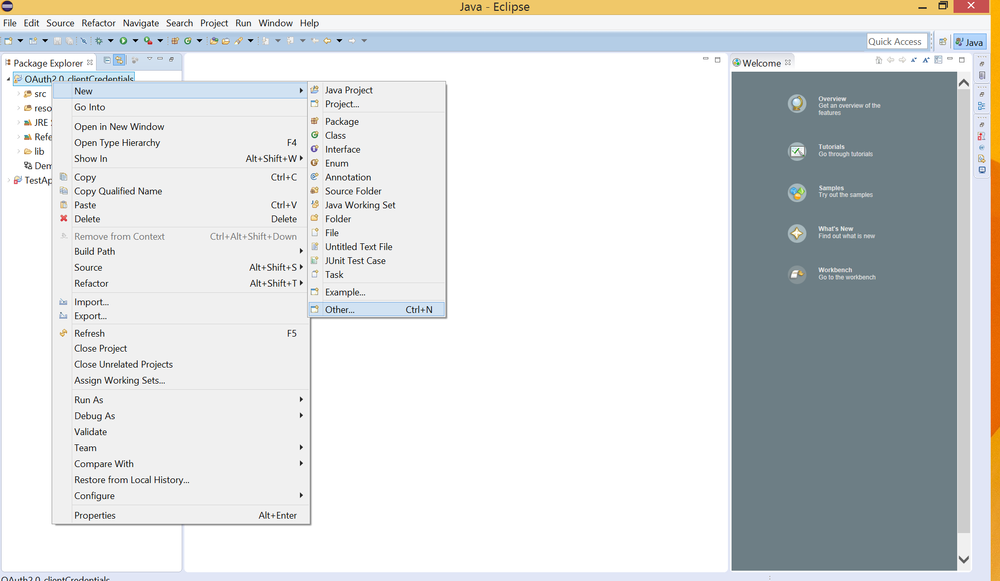 Java - Eclipse
File Edit Source Refactor Navigate Search Project Run Window Help
Quick Access
Java
Package Explorer
OAuth2.0_clientCredentials
src
reso
JRE
Refe
lib
Dem
TestAp
New
Go Into
Open in New Window
Open Type Hierarchy F4
Show In Alt+Shift+W
Copy Ctrl+C
Copy Qualified Name
Paste Ctrl+V
Delete Delete
Remove from Context Ctrl+Alt+Shift+Down
Build Path
Source Alt+Shift+S
Refactor Alt+Shift+T
Import...
Export...
Refresh F5
Close Project
Close Unrelated Projects
Assign Working Sets...
Run As
Debug As
Validate
Team
Compare With
Restore from Local History...
Configure
Properties Alt+Enter
Java Project
Project...
Package
Class
Interface
Enum
Annotation
Source Folder
Java Working Set
Folder
File
Untitled Text File
JUnit Test Case
Task
Example...
Other... Ctrl+N
Welcome
Overview
Get an overview of the
features
Tutorials
Go through tutorials
Samples
Try out the samples
What's New
Find out what is new
Workbench
Go to the workbench
OAuth2.0_clientCredentials